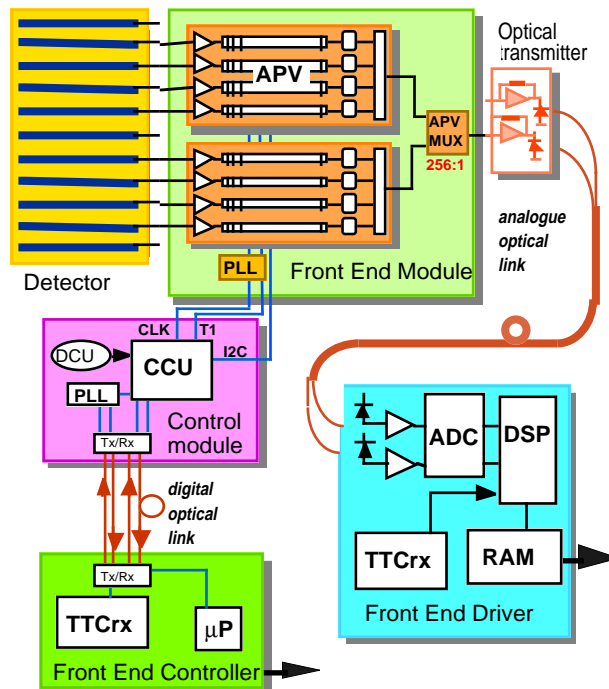 Optical
transmitter
APV
APV
MUX
256:1
analogue
optical
link
PLL
Front End Module
Detector
CLK
T1
I2C
DCU
CCU
PLL
Control
module
Tx/Rx
digital
optical
link
ADC
DSP
TTCrx
RAM
Front End Driver
Tx/Rx
TTCrx
µP
Front End Controller